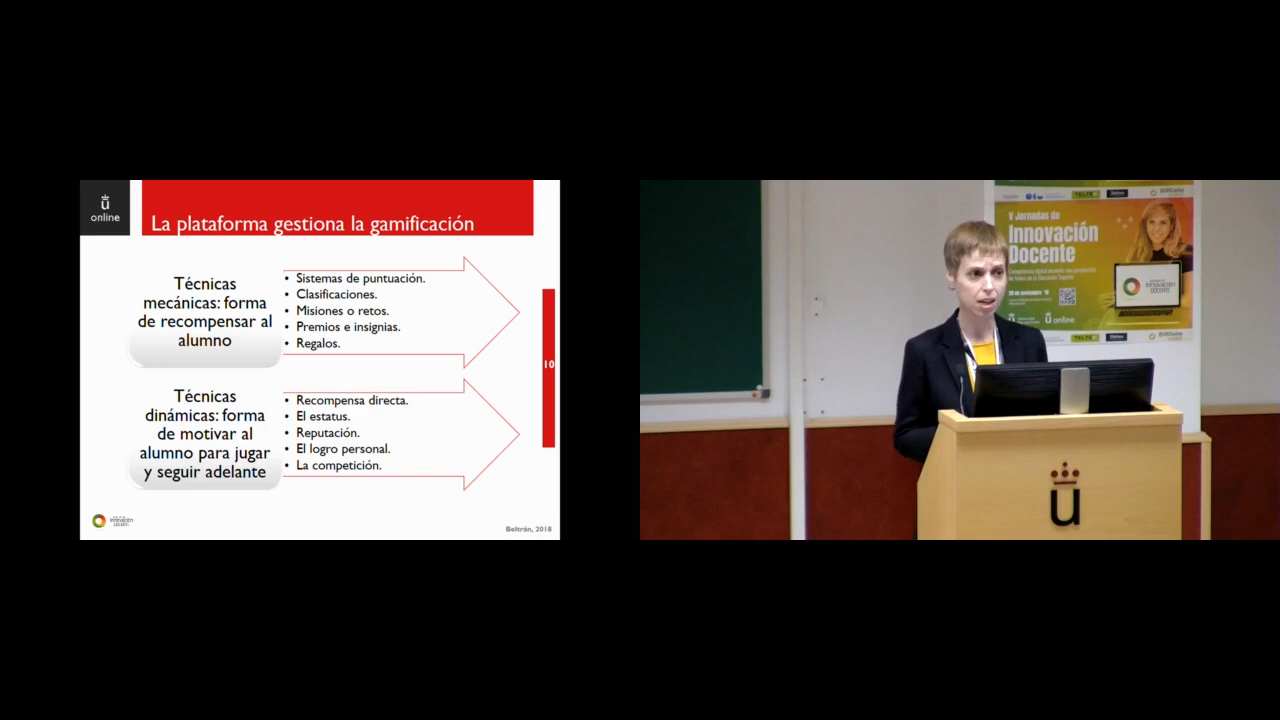 ü
online
La plataforma gestiona la gamificación
Técnicas
mecánicas: forma
de recompensar al
alumno
• Sistemas de puntuación.
• Clasificaciones.
• Misiones o retos.
• Premios e insignias.
• Regalos.
Técnicas
dinámicas: forma
de motivar al
alumno para jugar
y seguir adelante
• Recompensa directa.
• El estatus.
• Reputación.
• El logro personal.
• La competición.
10
Beltrán, 2018
V Jornadas de
Innovación
Docente
ü online
ü